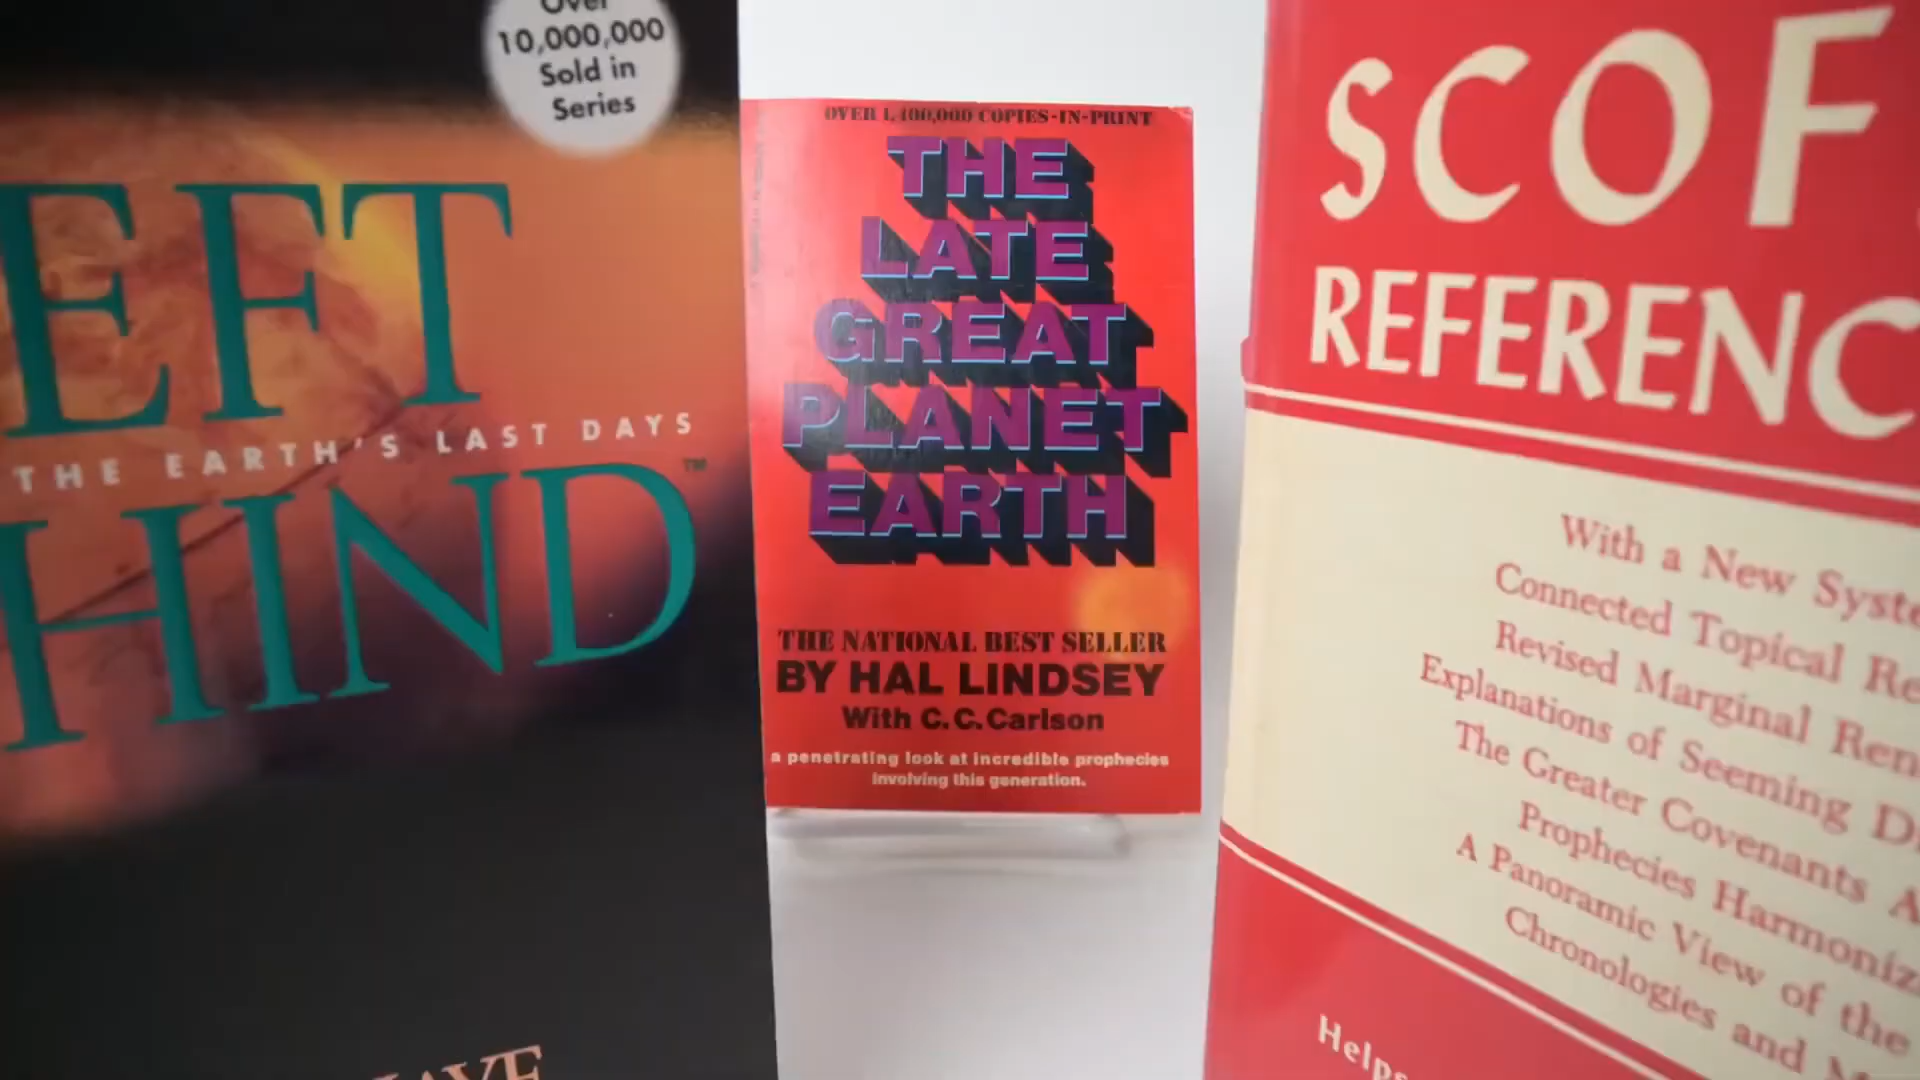 Over
10,000,000
Sold in
Series
EFT
THE EARTH'S LAST DAYS
HIND™
OVER 1,400,000 COPIES-IN-PRINT
THE
LATE
GREAT
PLANET
EARTH
THE NATIONAL BEST SELLER
BY HAL LINDSEY
With C. C. Carlson
a penetrating look at incredible prophecies
involving this generation.
SCOF
REFERENC
With a New Syste
Connected Topical Re
Revised Marginal Ren
Explanations of Seeming D
The Greater Covenants A
Prophecies Harmoniz
A Panoramic View of the
Chronologies and M
Helps